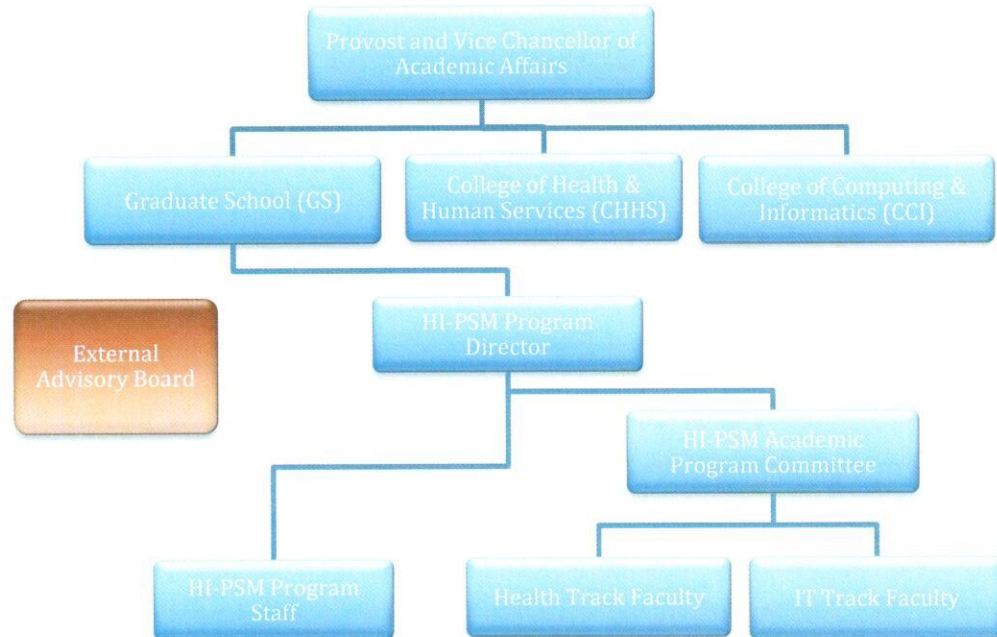 Provost and Vice Chancellor of
Academic Affairs
Graduate School (GS)
College of Health &
Human Services (CHHS)
College of Computing &
Informatics (CCI)
HI-PSM Program
Director
External
Advisory Board
HI-PSM Academic
Program Committee
HI-PSM Program
Staff
Health Track Faculty
IT Track Faculty